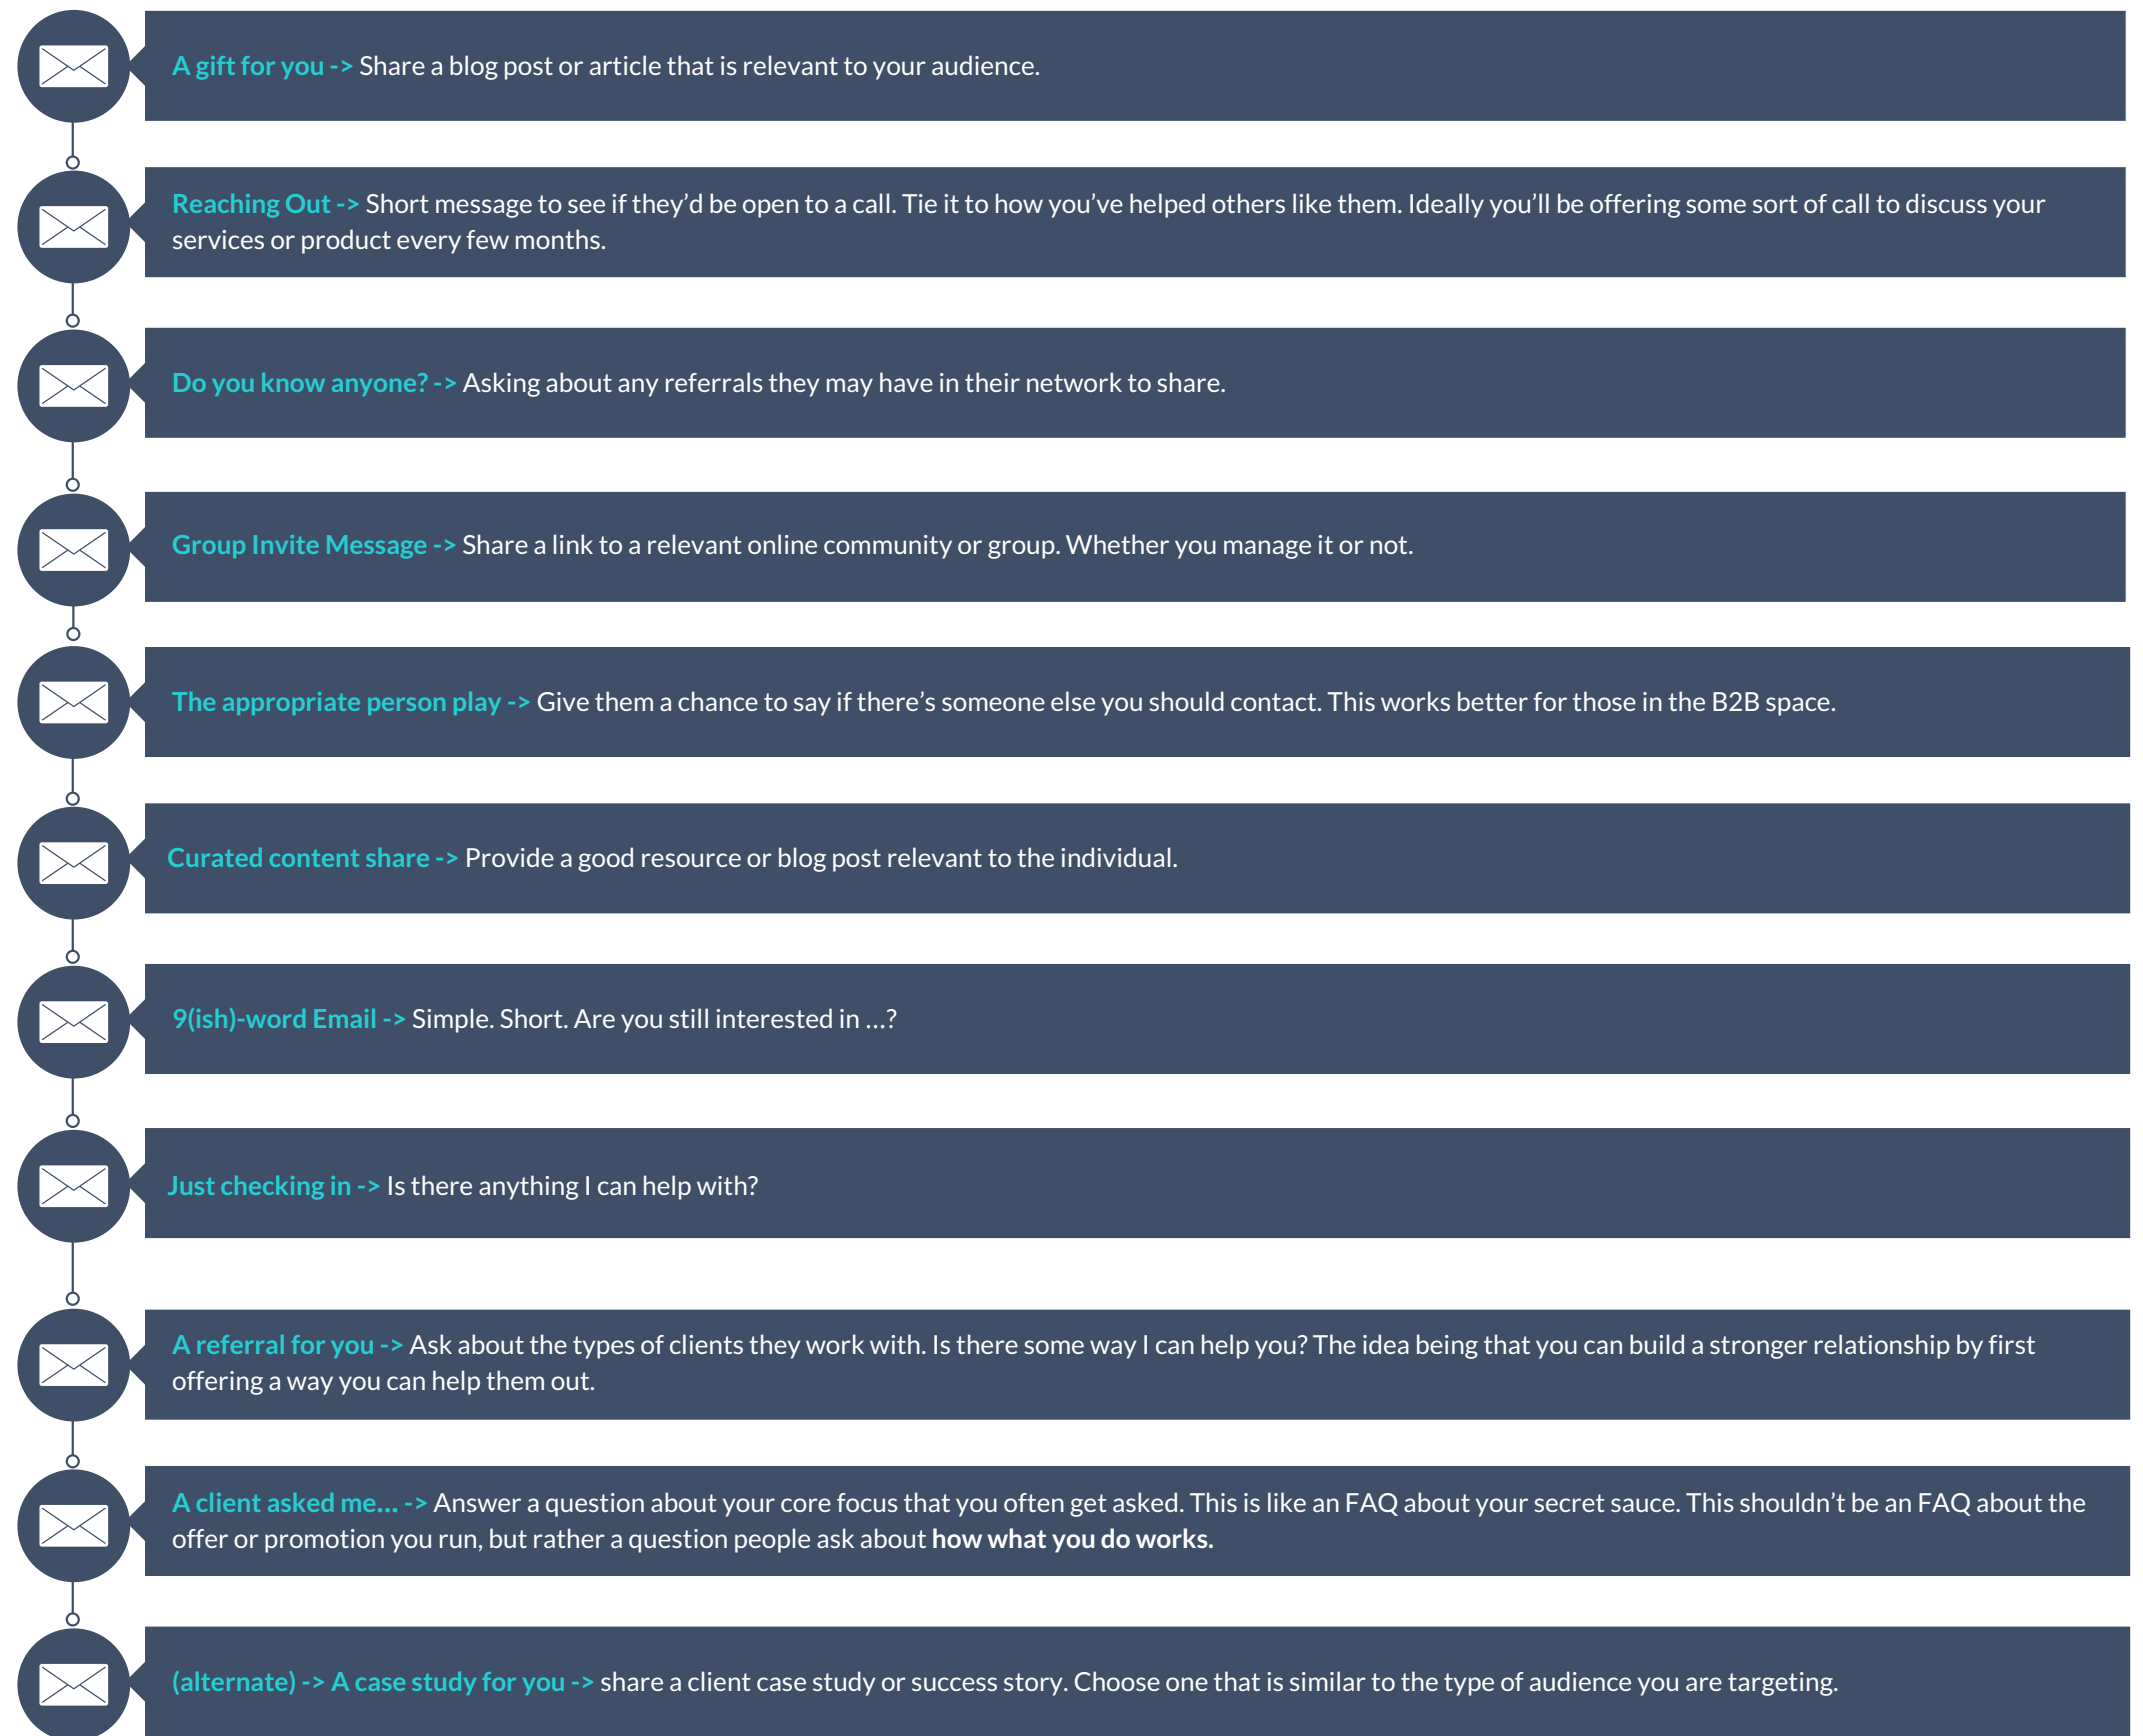 A gift for you -> Share a blog post or article that is relevant to your audience.
Reaching Out -> Short message to see if they’d be open to a call. Tie it to how you’ve helped others like them. Ideally you’ll be offering some sort of call to discuss your
services or product every few months.
Do you know anyone? -> Asking about any referrals they may have in their network to share.
Group Invite Message -> Share a link to a relevant online community or group. Whether you manage it or not.
The appropriate person play -> Give them a chance to say if there’s someone else you should contact. This works better for those in the B2B space.
Curated content share -> Provide a good resource or blog post relevant to the individual.
9(ish)-word Email -> Simple. Short. Are you still interested in …?
Just checking in -> Is there anything I can help with?
A referral for you -> Ask about the types of clients they work with. Is there some way I can help you? The idea being that you can build a stronger relationship by first
offering a way you can help them out.
A client asked me… -> Answer a question about your core focus that you often get asked. This is like an FAQ about your secret sauce. This shouldn’t be an FAQ about the
offer or promotion you run, but rather a question people ask about how what you do works.
(alternate) -> A case study for you -> share a client case study or success story. Choose one that is similar to the type of audience you are targeting.